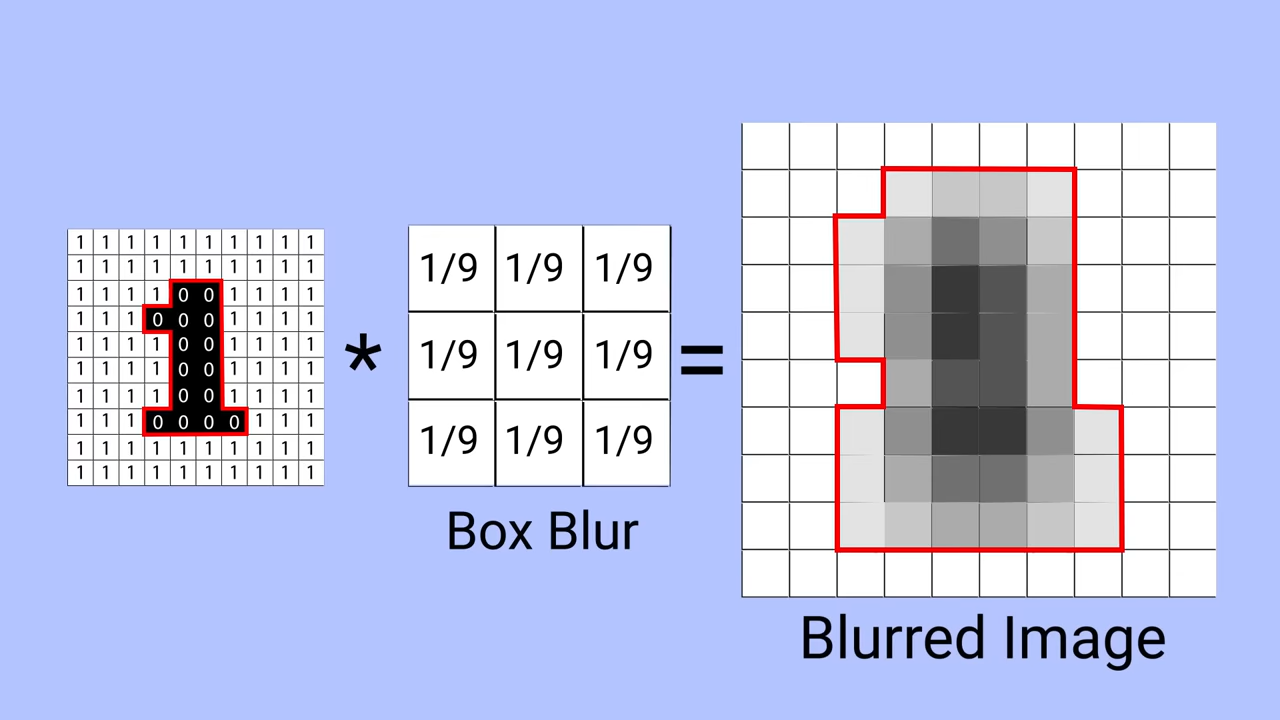 1 1 1 1 1 1 1 1 1 1
1 1 1 1 1 1 1 1 1 1
1 1 1 1 0 0 1 1 1 1
1 1 1 0 0 0 1 1 1 1
1 1 1 1 0 0 1 1 1 1
1 1 1 1 0 0 1 1 1 1
1 1 1 1 0 0 1 1 1 1
1 1 1 0 0 0 0 1 1 1
1 1 1 1 1 1 1 1 1 1
1 1 1 1 1 1 1 1 1 1
*
1/9 1/9 1/9
1/9 1/9 1/9
1/9 1/9 1/9
Box Blur
=
Blurred Image